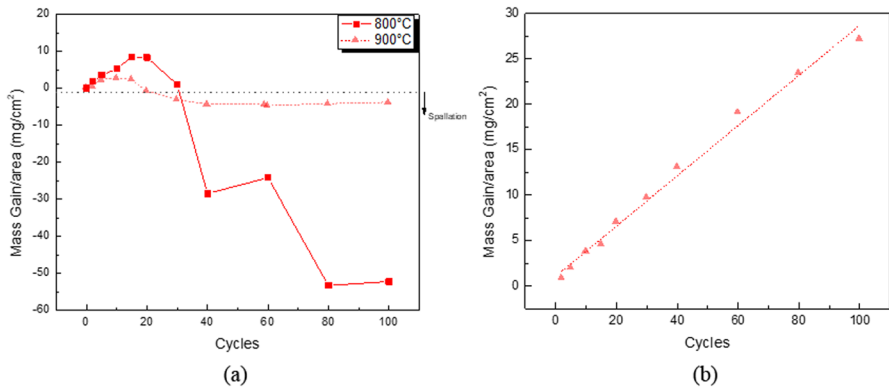 800°C
900°C
Mass Gain/area (mg/cm²)
20
10
0
-10
-20
-30
-40
-50
-60
Spallation
0 20 40 60 80 100
Cycles
(a)
Mass Gain/area (mg/cm²)
30
25
20
15
10
5
0
0 20 40 60 80 100
Cycles
(b)